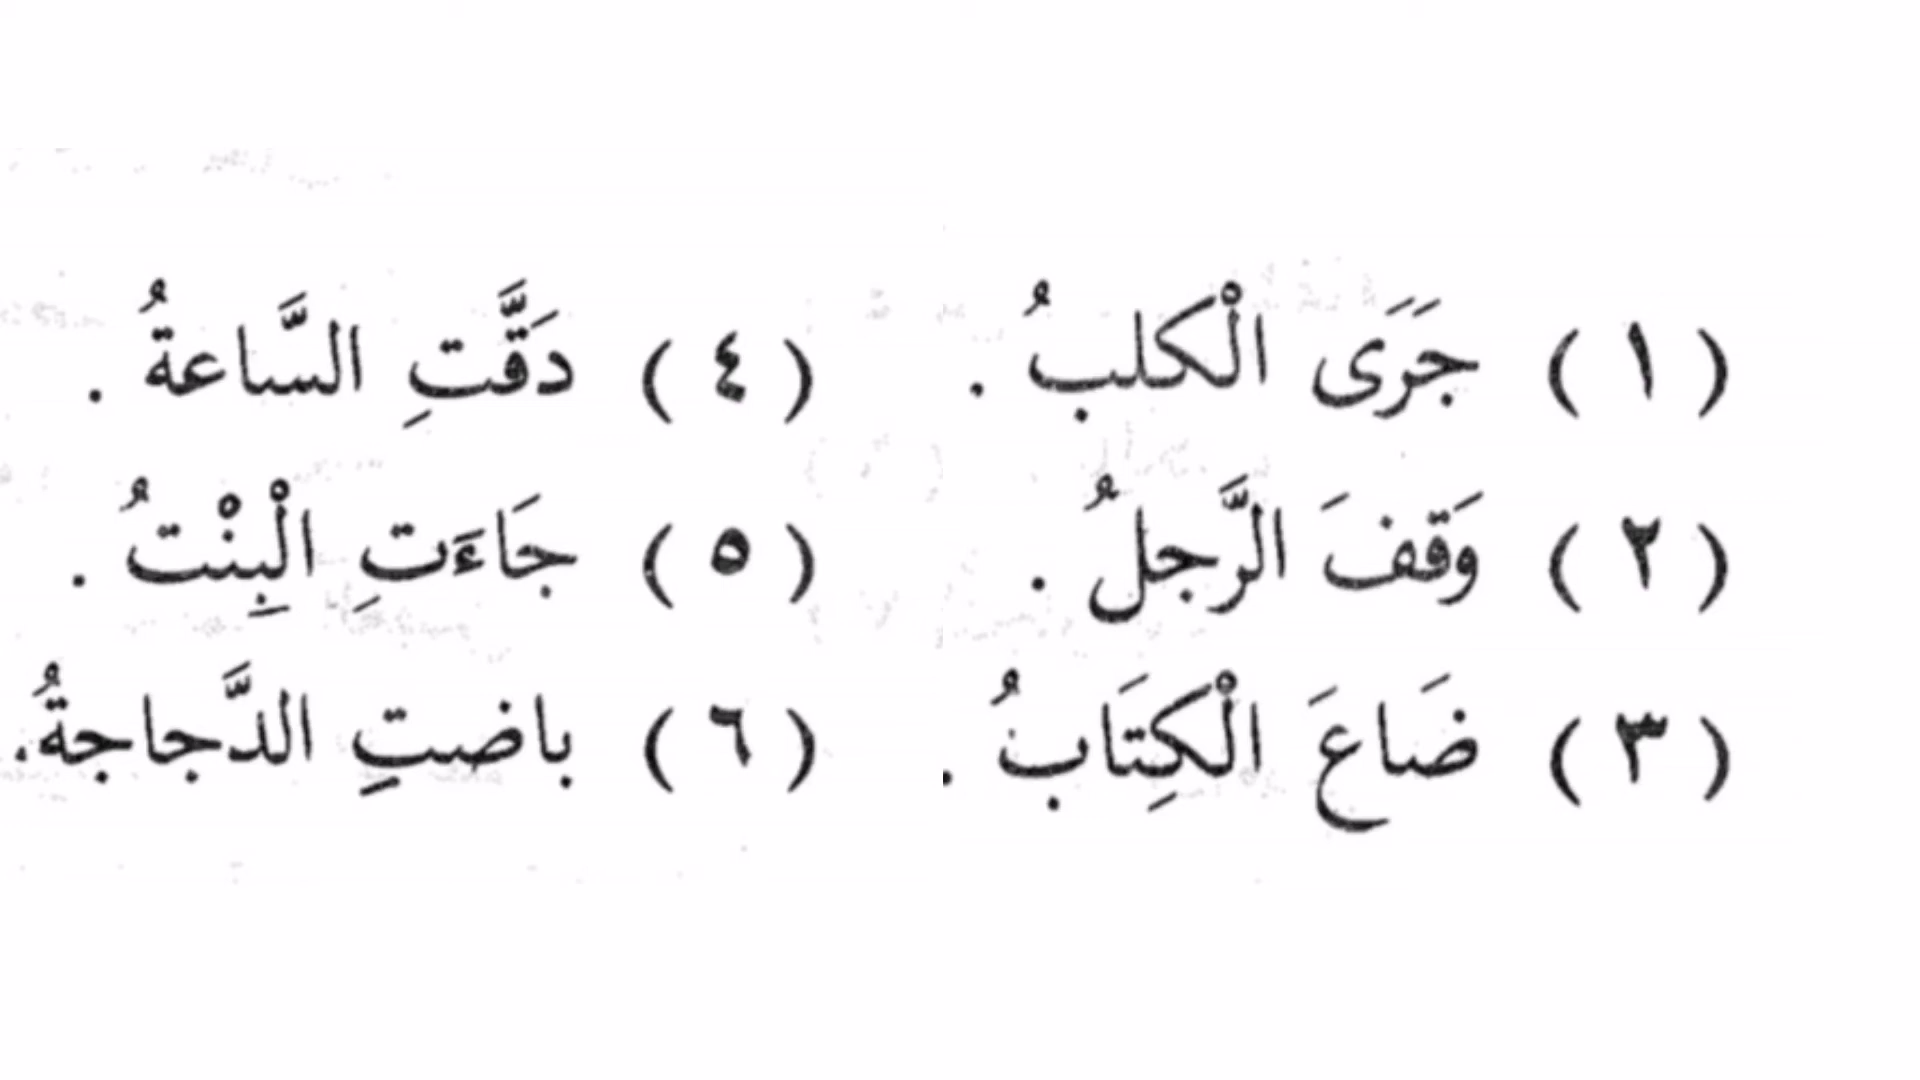 ( ١ ) جَرَى الْكلبُ .
( ٢ ) وَقفَ الرَّجلُ .
( ٣ ) ضَاعَ الْكِتَابُ .
( ٤ ) دَقَّتِ السَّاعةُ .
( ٥ ) جَاءَتِ الْبِنْتُ .
( ٦ ) باضتِ الدَّجاجةُ.